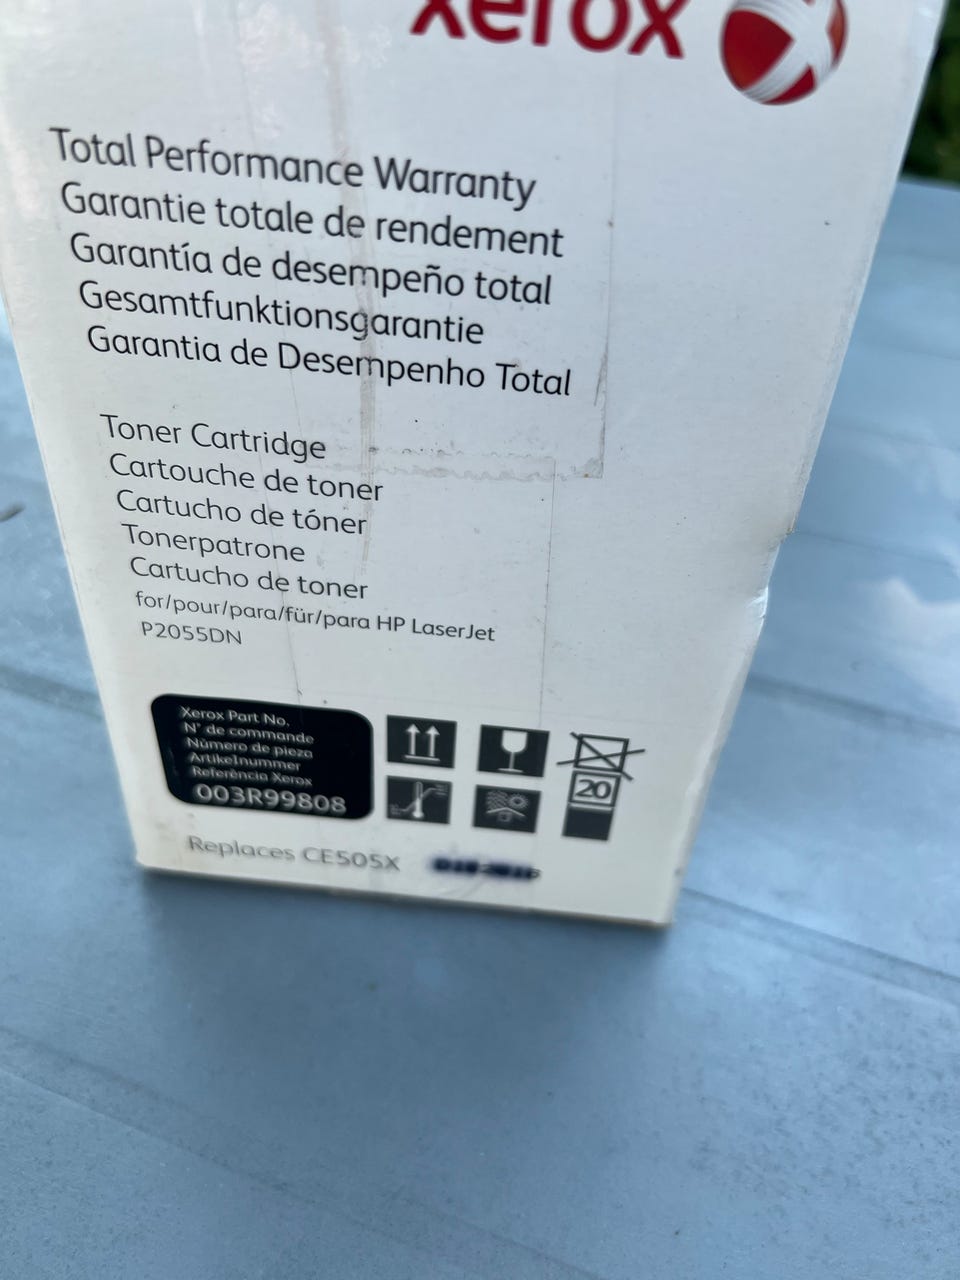 xerox
Total Performance Warranty
Garantie totale de rendement
Garantía de desempeño total
Gesamtfunktionsgarantie
Garantia de Desempenho Total
Toner Cartridge
Cartouche de toner
Cartucho de tóner
Tonerpatrone
Cartucho de toner
for/pour/para/für/para HP LaserJet
P2055DN
Xerox Part No.
N° de commande
Número de pieza
Artikelnummer
Referência Xerox
003R99808
20
Replaces CE505X